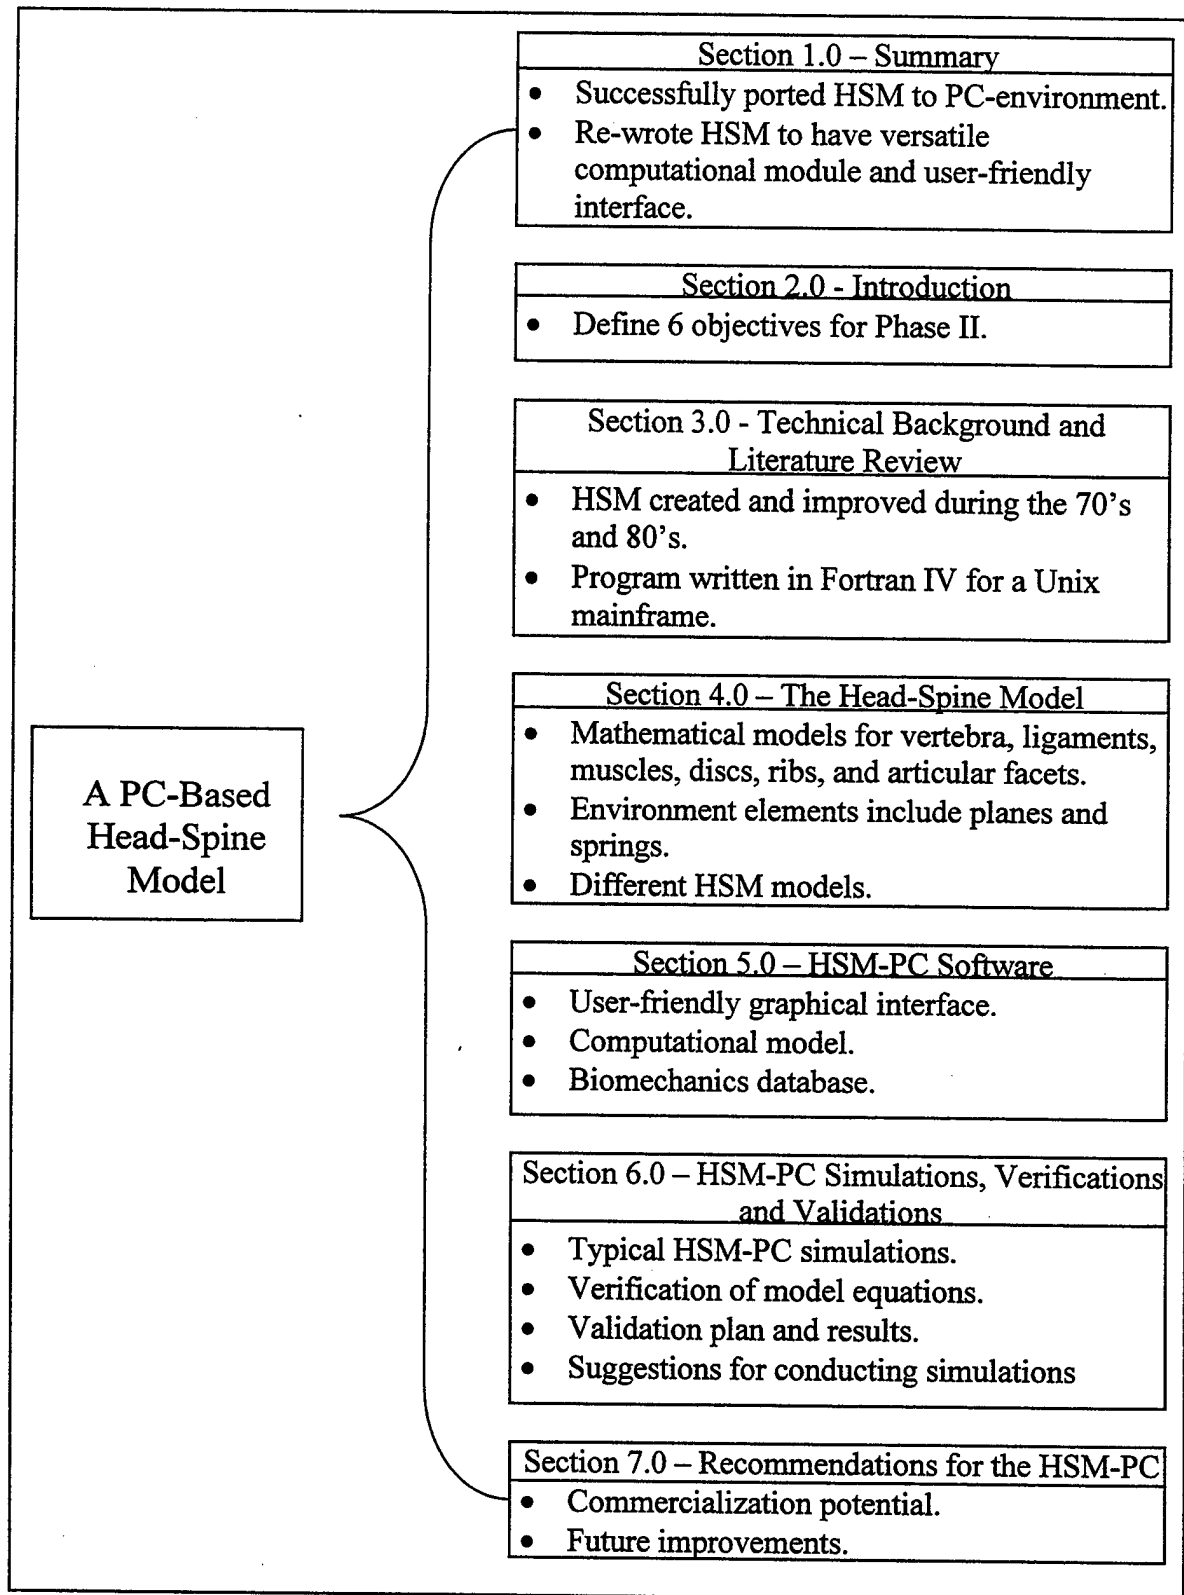 Section 1.0 – Summary
• Successfully ported HSM to PC-environment.
• Re-wrote HSM to have versatile
computational module and user-friendly
interface.
Section 2.0 - Introduction
• Define 6 objectives for Phase II.
Section 3.0 - Technical Background and
Literature Review
• HSM created and improved during the 70's
and 80's.
• Program written in Fortran IV for a Unix
mainframe.
Section 4.0 – The Head-Spine Model
• Mathematical models for vertebra, ligaments,
muscles, discs, ribs, and articular facets.
• Environment elements include planes and
springs.
• Different HSM models.
A PC-Based
Head-Spine
Model
Section 5.0 – HSM-PC Software
• User-friendly graphical interface.
• Computational model.
• Biomechanics database.
Section 6.0 – HSM-PC Simulations, Verifications
and Validations
• Typical HSM-PC simulations.
• Verification of model equations.
• Validation plan and results.
• Suggestions for conducting simulations
Section 7.0 – Recommendations for the HSM-PC
• Commercialization potential.
• Future improvements.